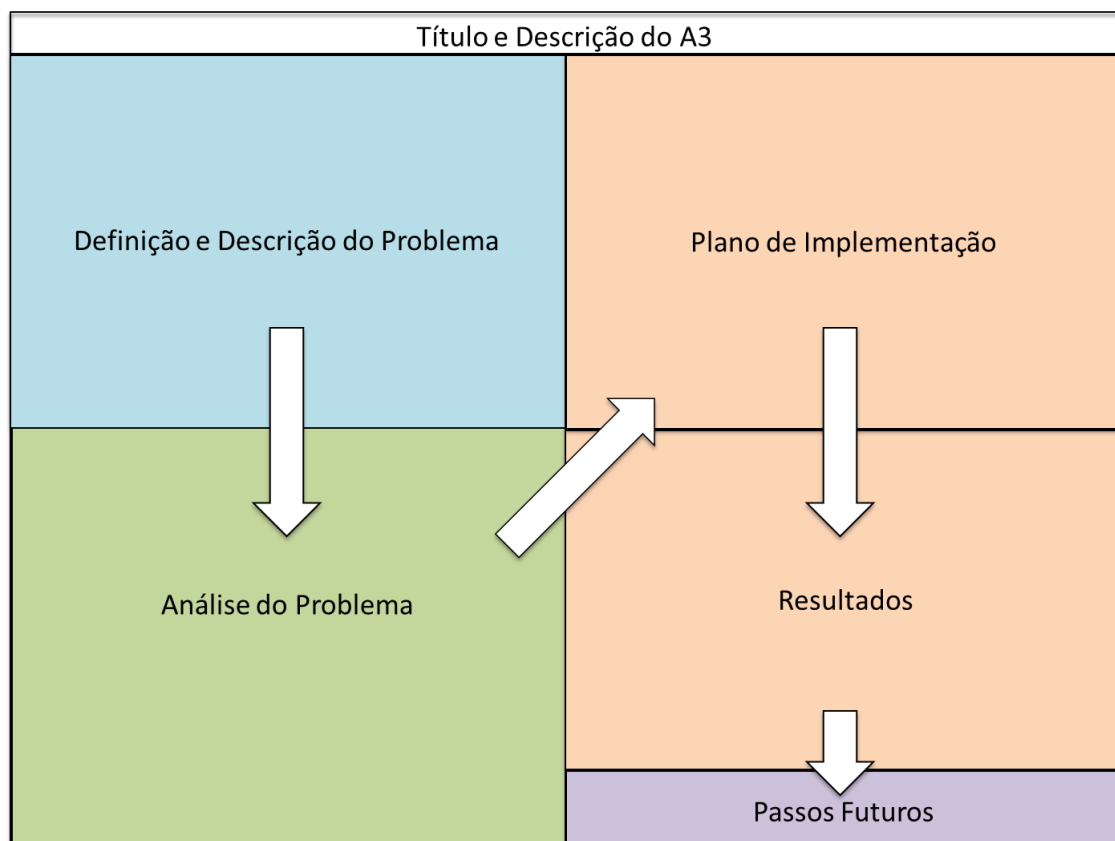 Título e Descrição do A3
Definição e Descrição do Problema
Análise do Problema
Plano de Implementação
Resultados
Passos Futuros